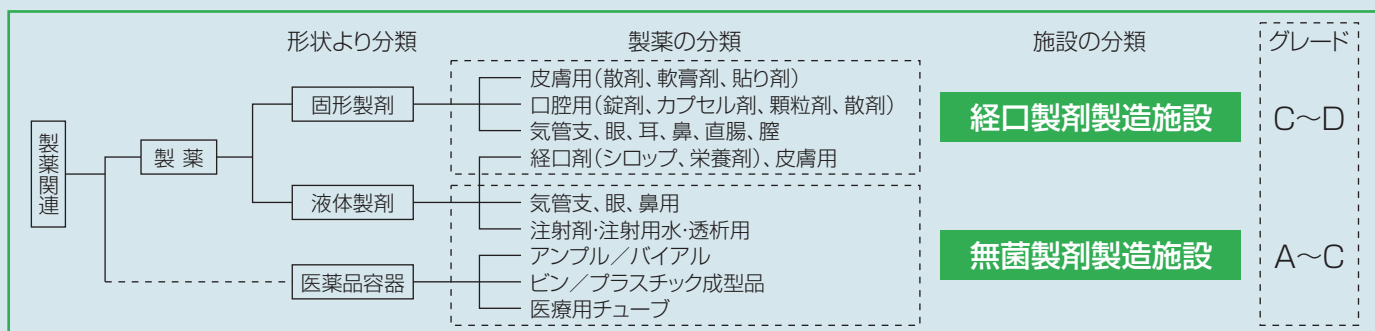 形状より分類
製薬の分類
施設の分類
グレード
製薬関連
製 薬
固形製剤
皮膚用(散剤、軟膏剤、貼り剤)
口腔用(錠剤、カプセル剤、顆粒剤、散剤)
気管支、眼、耳、鼻、直腸、膣
経口製剤製造施設
C～D
液体製剤
経口剤(シロップ、栄養剤)、皮膚用
気管支、眼、鼻用
注射剤・注射用水・透析用
医薬品容器
アンプル／バイアル
ビン／プラスチック成型品
医療用チューブ
無菌製剤製造施設
A～C